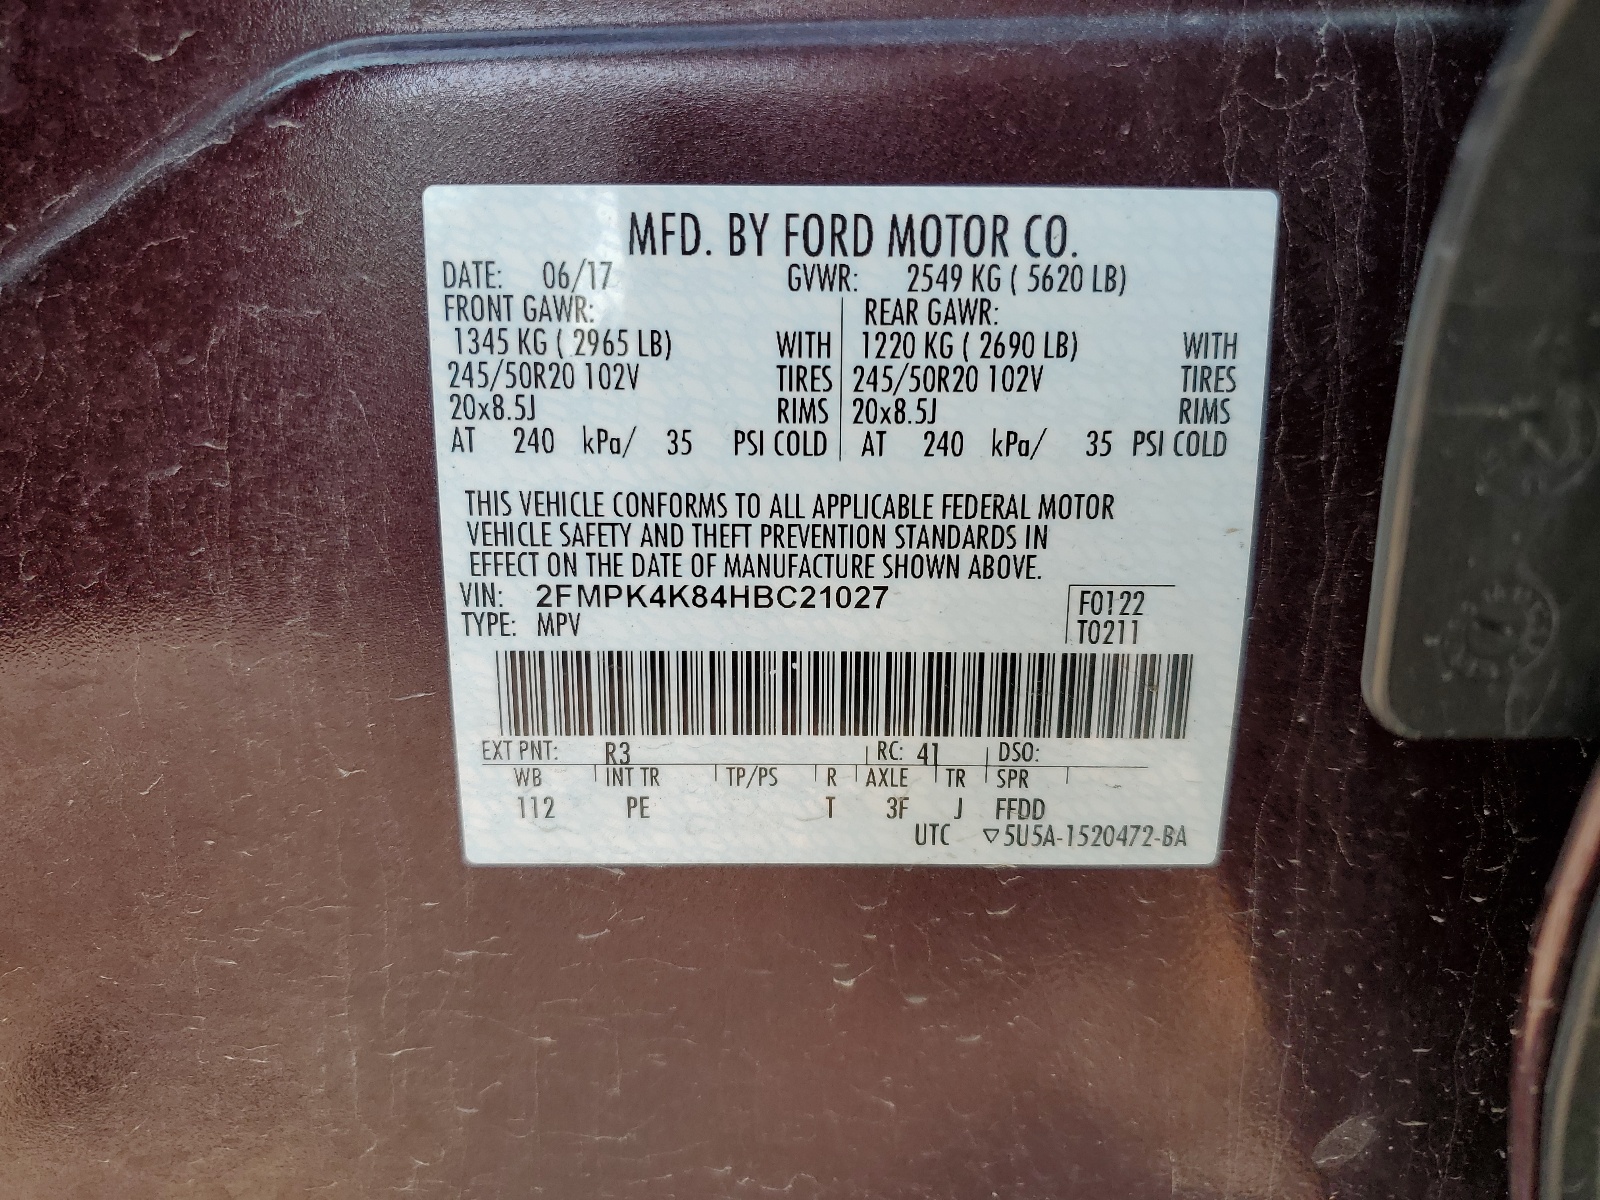 MFD. BY FORD MOTOR CO.
DATE: 06/17 GVWR: 2549 KG ( 5620 LB)
FRONT GAWR: REAR GAWR:
1345 KG ( 2965 LB) WITH 1220 KG ( 2690 LB) WITH
245/50R20 102V TIRES 245/50R20 102V TIRES
20x8.5J RIMS 20x8.5J RIMS
AT 240 kPa/ 35 PSI COLD AT 240 kPa/ 35 PSI COLD
THIS VEHICLE CONFORMS TO ALL APPLICABLE FEDERAL MOTOR
VEHICLE SAFETY AND THEFT PREVENTION STANDARDS IN
EFFECT ON THE DATE OF MANUFACTURE SHOWN ABOVE.
VIN: 2FMPK4K84HBC21027 F0122
TYPE: MPV T0211
EXT PNT: R3 RC: 41 DSO:
WB INT TR TP/PS R AXLE TR SPR
112 PE T 3F J FFDD
UTC ▽5U5A-1520472-BA